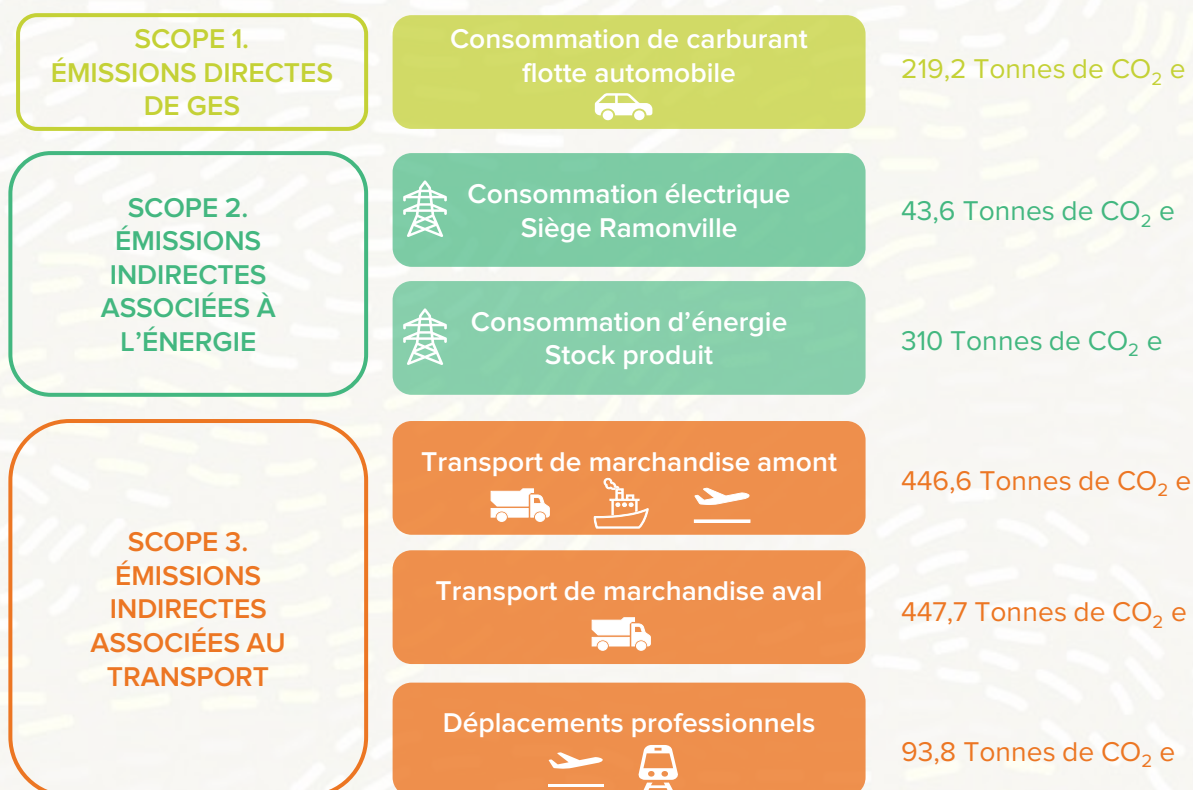 SCOPE 1.
ÉMISSIONS DIRECTES
DE GES
Consommation de carburant
flotte automobile
219,2 Tonnes de CO₂ e
SCOPE 2.
ÉMISSIONS
INDIRECTES
ASSOCIÉES À
L’ÉNERGIE
Consommation électrique
Siège Ramonville
43,6 Tonnes de CO₂ e
Consommation d’énergie
Stock produit
310 Tonnes de CO₂ e
SCOPE 3.
ÉMISSIONS
INDIRECTES
ASSOCIÉES AU
TRANSPORT
Transport de marchandise amont
446,6 Tonnes de CO₂ e
Transport de marchandise aval
447,7 Tonnes de CO₂ e
Déplacements professionnels
93,8 Tonnes de CO₂ e